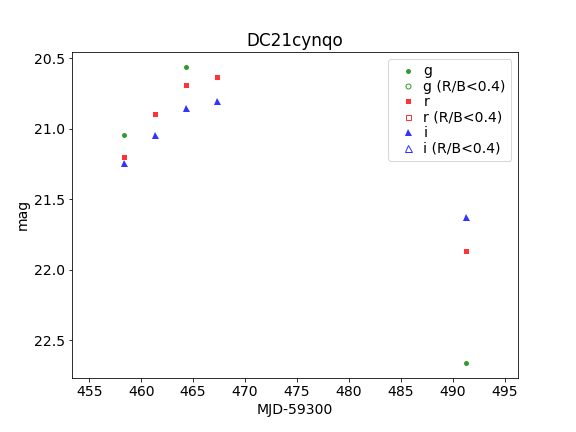 DC21cynqo
20.5
21.0
21.5
22.0
22.5
mag
g
g (R/B<0.4)
r
r (R/B<0.4)
i
i (R/B<0.4)
455 460 465 470 475 480 485 490 495
MJD-59300